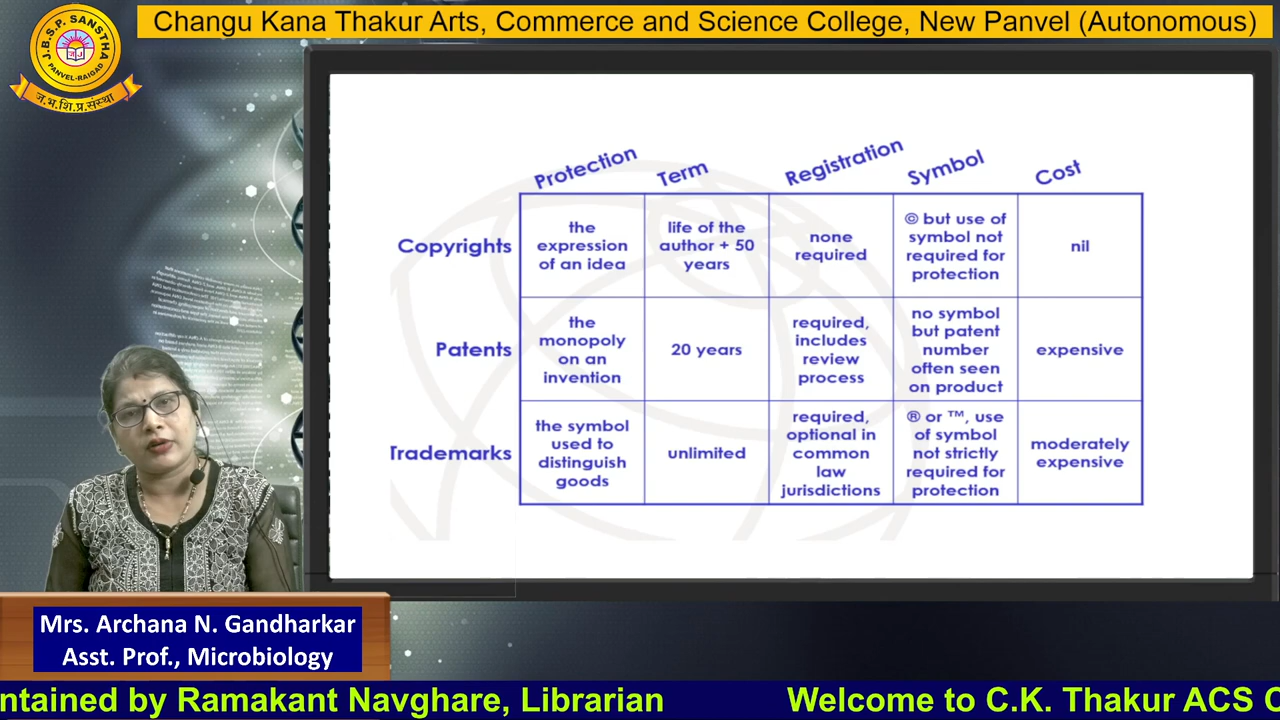 Changu Kana Thakur Arts, Commerce and Science College, New Panvel (Autonomous)
J.B.S.P. SANSTHA
PANVEL-RAIGAD
ज.भ.शि.प्र.संस्था
Protection Term Registration Symbol Cost
Copyrights
the
expression
of an idea
life of the
author + 50
years
none
required
© but use of
symbol not
required for
protection
nil
Patents
the
monopoly
on an
invention
20 years
required,
includes
review
process
no symbol
but patent
number
often seen
on product
expensive
Trademarks
the symbol
used to
distinguish
goods
unlimited
required,
optional in
common
law
jurisdictions
® or ™, use
of symbol
not strictly
required for
protection
moderately
expensive
Mrs. Archana N. Gandharkar
Asst. Prof., Microbiology
ntained by Ramakant Navghare, Librarian Welcome to C.K. Thakur ACS C